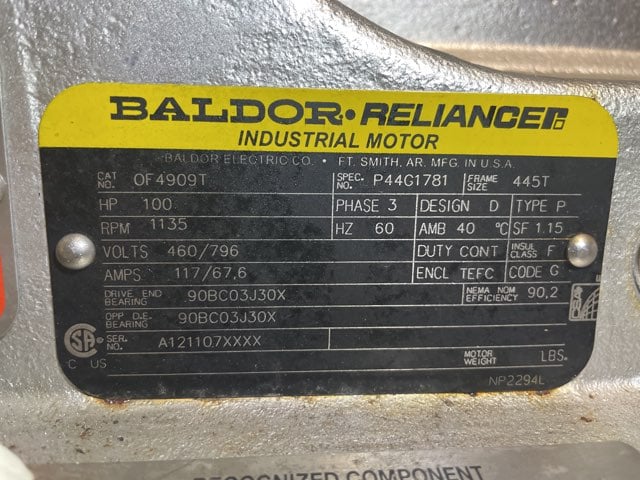 BALDOR•RELIANCER
INDUSTRIAL MOTOR
BALDOR ELECTRIC CO. • FT. SMITH, AR. MFG. IN U.S.A.
CAT. NO. OF4909T SPEC. NO. P44G1781 FRAME SIZE 445T
HP 100 PHASE 3 DESIGN D TYPE P
RPM 1135 HZ 60 AMB 40 °C SF 1.15
VOLTS 460/796 DUTY CONT INSUL CLASS F
AMPS 117/67.6 ENCL TEFC CODE G
DRIVE END BEARING 90BC03J30X NEMA NOM EFFICIENCY 90.2
OPP D.E. BEARING 90BC03J30X
SER. NO. A121107XXXX MOTOR WEIGHT LBS.
SA
C US
NP2294L
RECOGNIZED COMPONENT